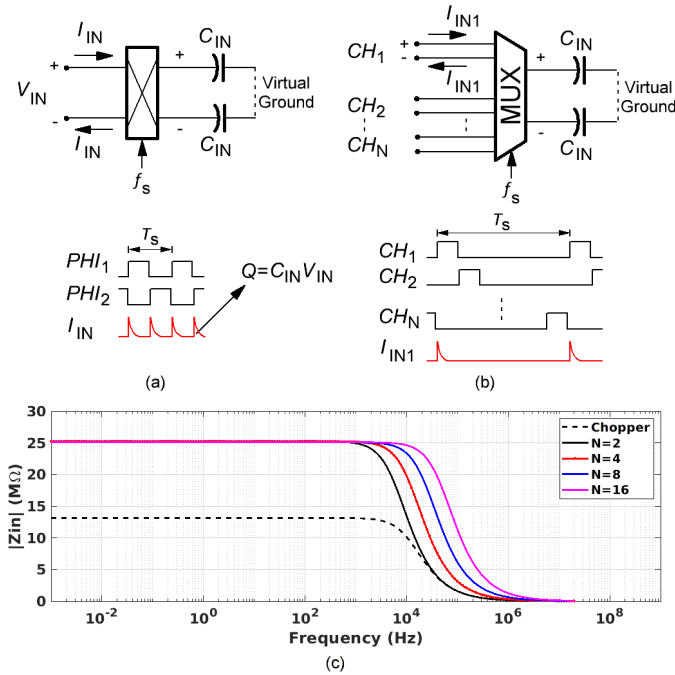 I_IN
C_IN
+
+
V_IN
Virtual
Ground
-
-
I_IN
C_IN
f_s
I_IN1
C_IN
CH_1
+
-
+
I_IN1
MUX
Virtual
Ground
CH_2
CH_N
-
C_IN
f_s
T_s
PHI_1
Q=C_INV_IN
PHI_2
I_IN
(a)
T_s
CH_1
CH_2
CH_N
I_IN1
(b)
30
25
20
15
10
5
0
|Zin| (MΩ)
Chopper
N=2
N=4
N=8
N=16
10^-2 10^0 10^2 10^4 10^6 10^8
Frequency (Hz)
(c)